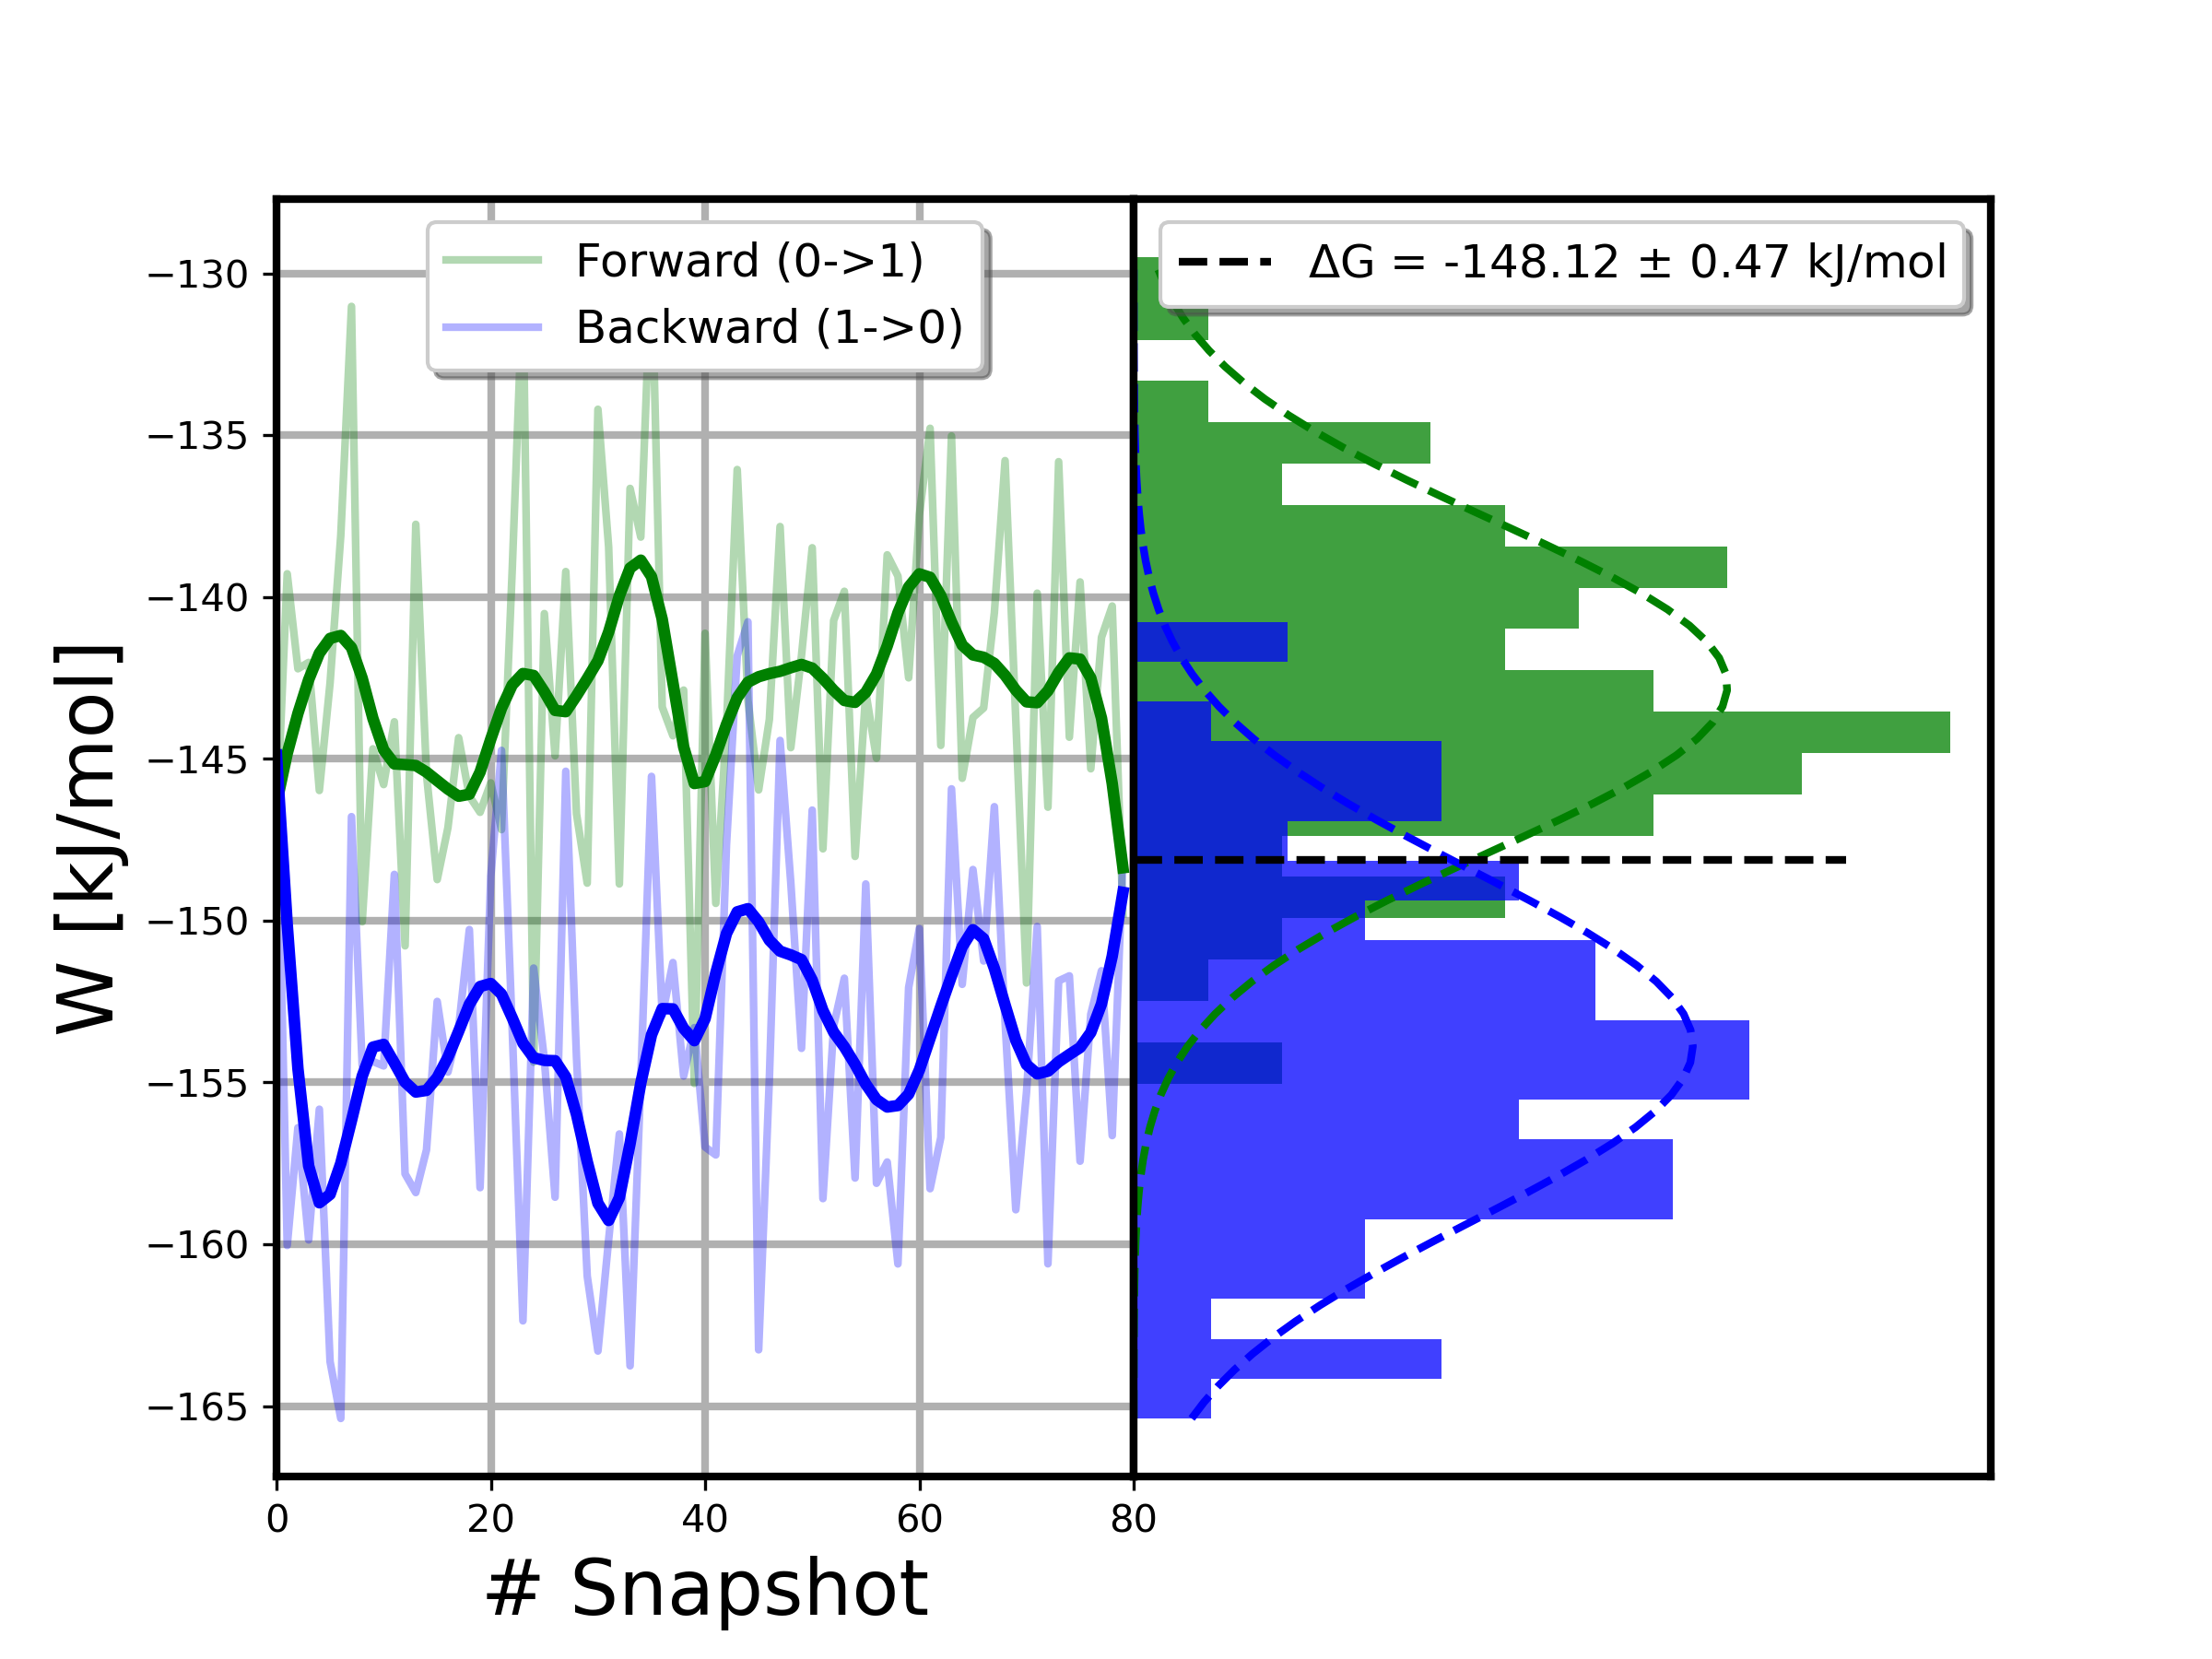 Forward (0->1)
Backward (1->0)
ΔG = -148.12 ± 0.47 kJ/mol
−130
−135
−140
−145
−150
−155
−160
−165
W [kJ/mol]
0 20 40 60 80
# Snapshot